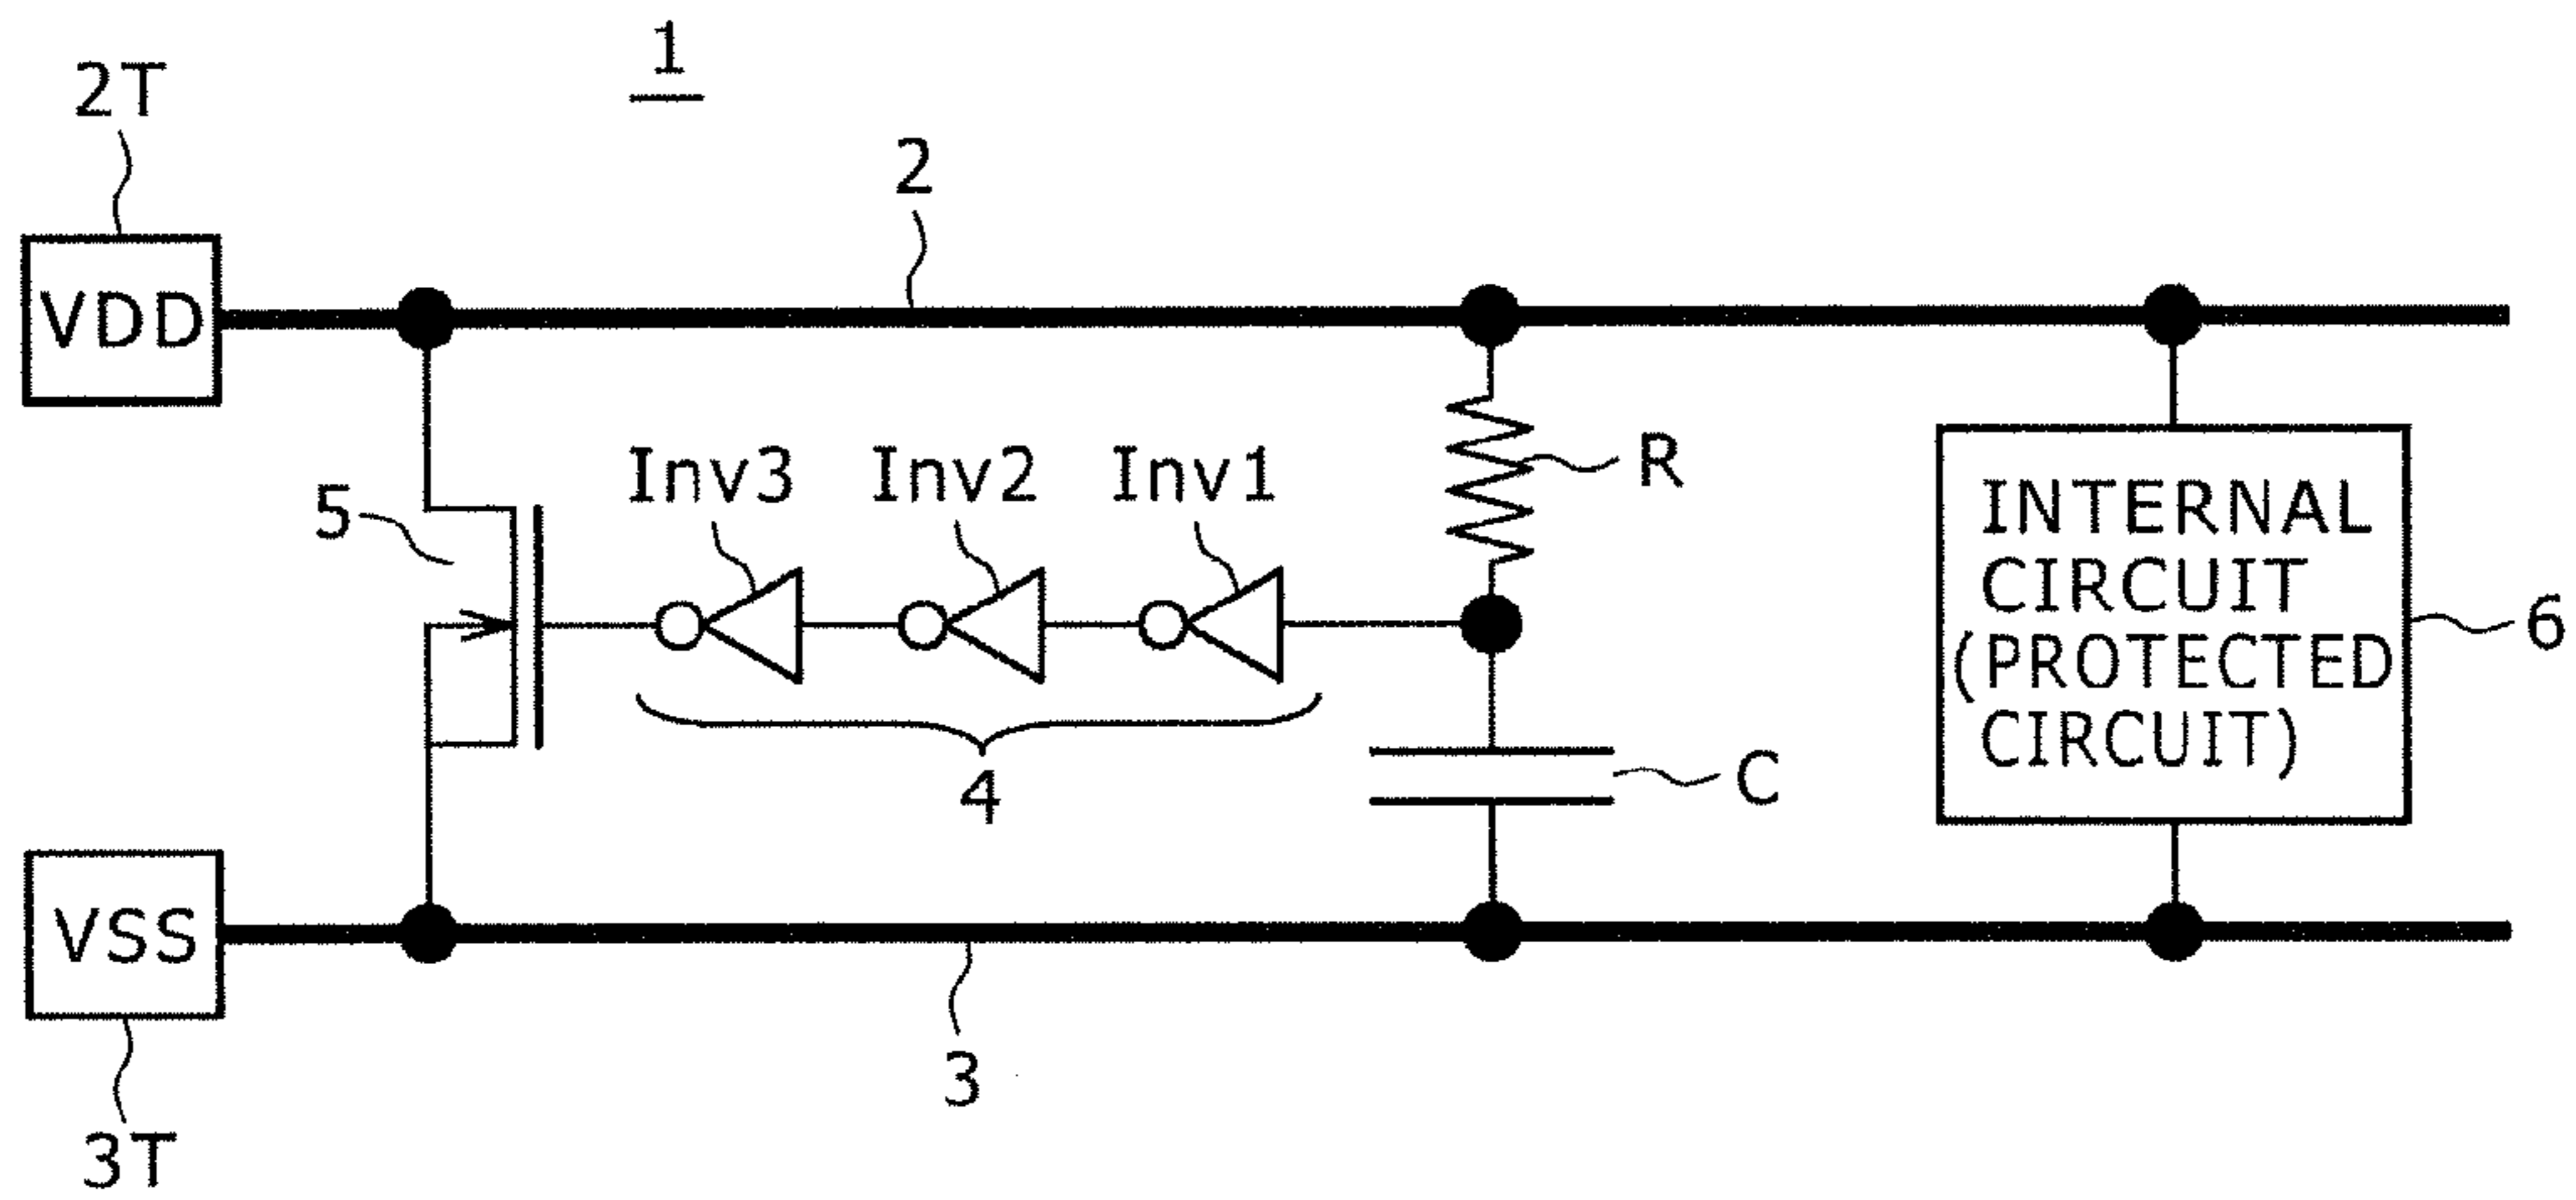 1
2T
2
VDD
Inv3
Inv2
Inv1
R
5
INTERNAL
CIRCUIT
(PROTECTED
CIRCUIT)
6
4
C
VSS
3
3T